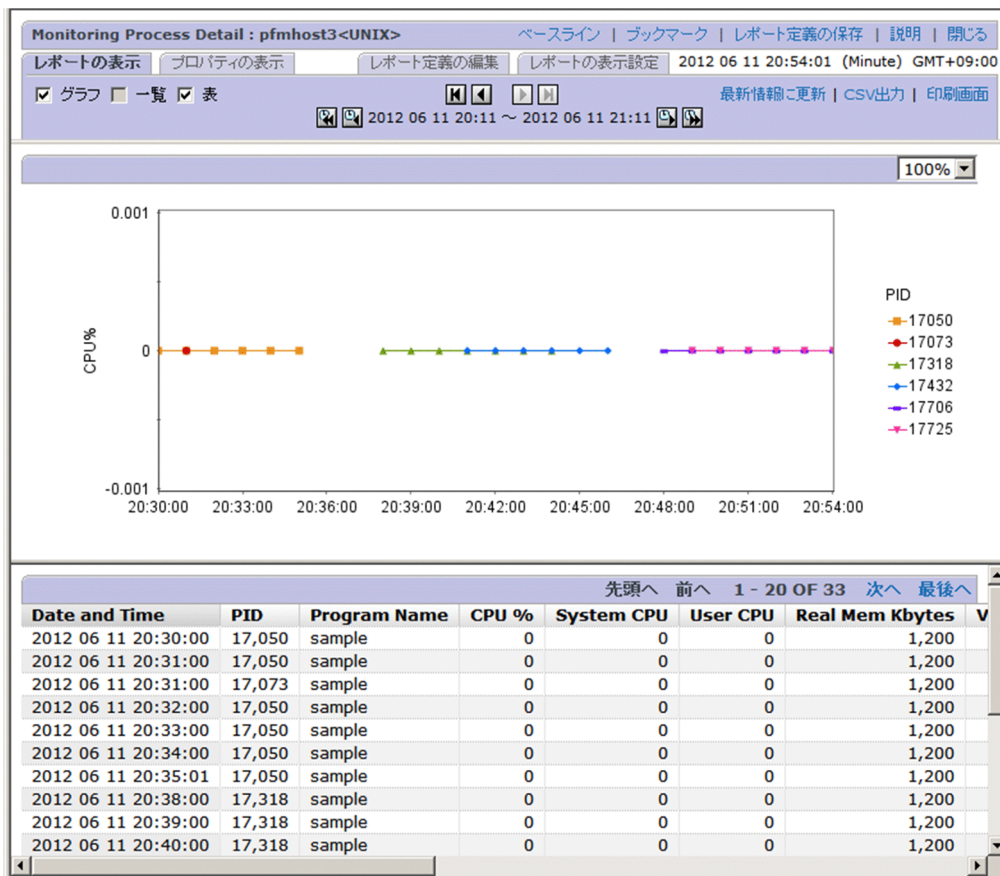 Monitoring Process Detail : pfmhost3<UNIX> ベースライン | ブックマーク | レポート定義の保存 | 説明 | 閉じる
レポートの表示 プロパティの表示 レポート定義の編集 レポートの表示設定 2012 06 11 20:54:01 (Minute) GMT+09:00
グラフ 一覧 表 最新情報に更新 | CSV出力 | 印刷画面
2012 06 11 20:11 ～ 2012 06 11 21:11
100%
0.001
CPU%
0
-0.001
20:30:00 20:33:00 20:36:00 20:39:00 20:42:00 20:45:00 20:48:00 20:51:00 20:54:00
PID
17050
17073
17318
17432
17706
17725
先頭へ 前へ 1 - 20 OF 33 次へ 最後へ
Date and Time PID Program Name CPU % System CPU User CPU Real Mem Kbytes V
2012 06 11 20:30:00 17,050 sample 0 0 0 1,200
2012 06 11 20:31:00 17,050 sample 0 0 0 1,200
2012 06 11 20:31:00 17,073 sample 0 0 0 1,200
2012 06 11 20:32:00 17,050 sample 0 0 0 1,200
2012 06 11 20:33:00 17,050 sample 0 0 0 1,200
2012 06 11 20:34:00 17,050 sample 0 0 0 1,200
2012 06 11 20:35:01 17,050 sample 0 0 0 1,200
2012 06 11 20:38:00 17,318 sample 0 0 0 1,200
2012 06 11 20:39:00 17,318 sample 0 0 0 1,200
2012 06 11 20:40:00 17,318 sample 0 0 0 1,200